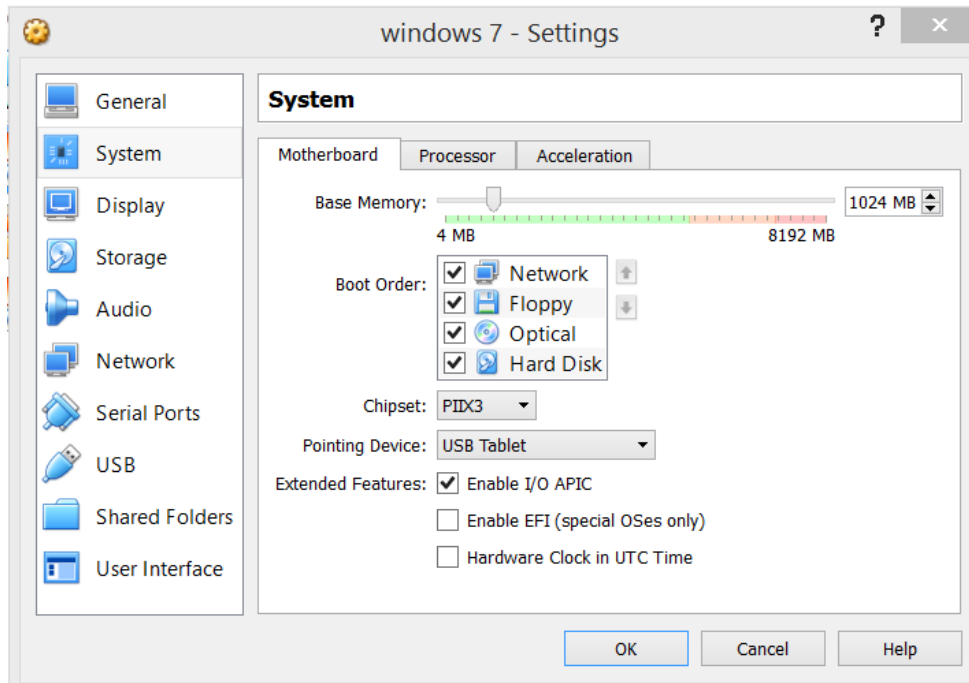 windows 7 - Settings
?
×
General
System
Display
Storage
Audio
Network
Serial Ports
USB
Shared Folders
User Interface
System
Motherboard Processor Acceleration
Base Memory: 1024 MB
4 MB 8192 MB
Boot Order:
Network
Floppy
Optical
Hard Disk
Chipset: PIIX3
Pointing Device: USB Tablet
Extended Features: Enable I/O APIC
Enable EFI (special OSes only)
Hardware Clock in UTC Time
OK Cancel Help